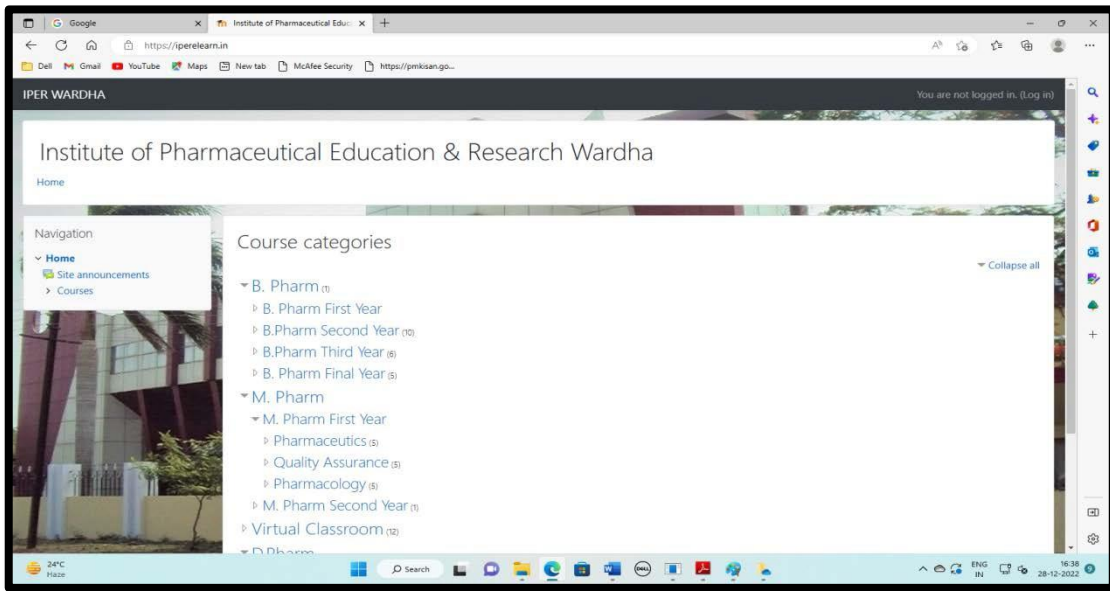 Google
Institute of Pharmaceutical Educ
https://iperelearn.in
Dell Gmail YouTube Maps New tab McAfee Security https://pmkisan.go...
IPER WARDHA
You are not logged in. (Log in)
Institute of Pharmaceutical Education & Research Wardha
Home
Navigation
Home
Site announcements
Courses
Course categories
Collapse all
B. Pharm (1)
B. Pharm First Year
B.Pharm Second Year (10)
B.Pharm Third Year (6)
B. Pharm Final Year (5)
M. Pharm
M. Pharm First Year
Pharmaceutics (5)
Quality Assurance (5)
Pharmacology (5)
M. Pharm Second Year (1)
Virtual Classroom (12)
D.Pharm
24°C
Haze
Search
DELL
ENG
IN
16:38
28-12-2022